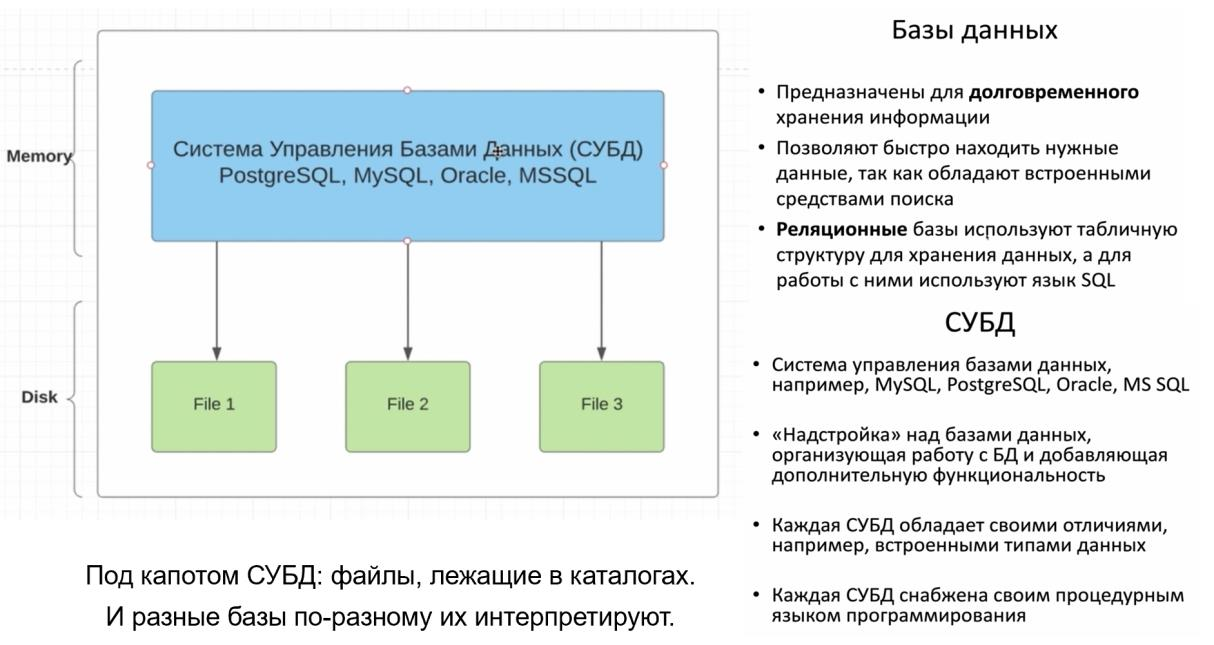 Memory
Система Управления Базами Данных (СУБД)
PostgreSQL, MySQL, Oracle, MSSQL
Disk
File 1
File 2
File 3
Под капотом СУБД: файлы, лежащие в каталогах.
И разные базы по-разному их интерпретируют.
Базы данных
• Предназначены для долговременного
хранения информации
• Позволяют быстро находить нужные
данные, так как обладают встроенными
средствами поиска
• Реляционные базы используют табличную
структуру для хранения данных, а для
работы с ними используют язык SQL
СУБД
• Система управления базами данных,
например, MySQL, PostgreSQL, Oracle, MS SQL
• «Надстройка» над базами данных,
организующая работу с БД и добавляющая
дополнительную функциональность
• Каждая СУБД обладает своими отличиями,
например, встроенными типами данных
• Каждая СУБД снабжена своим процедурным
языком программирования